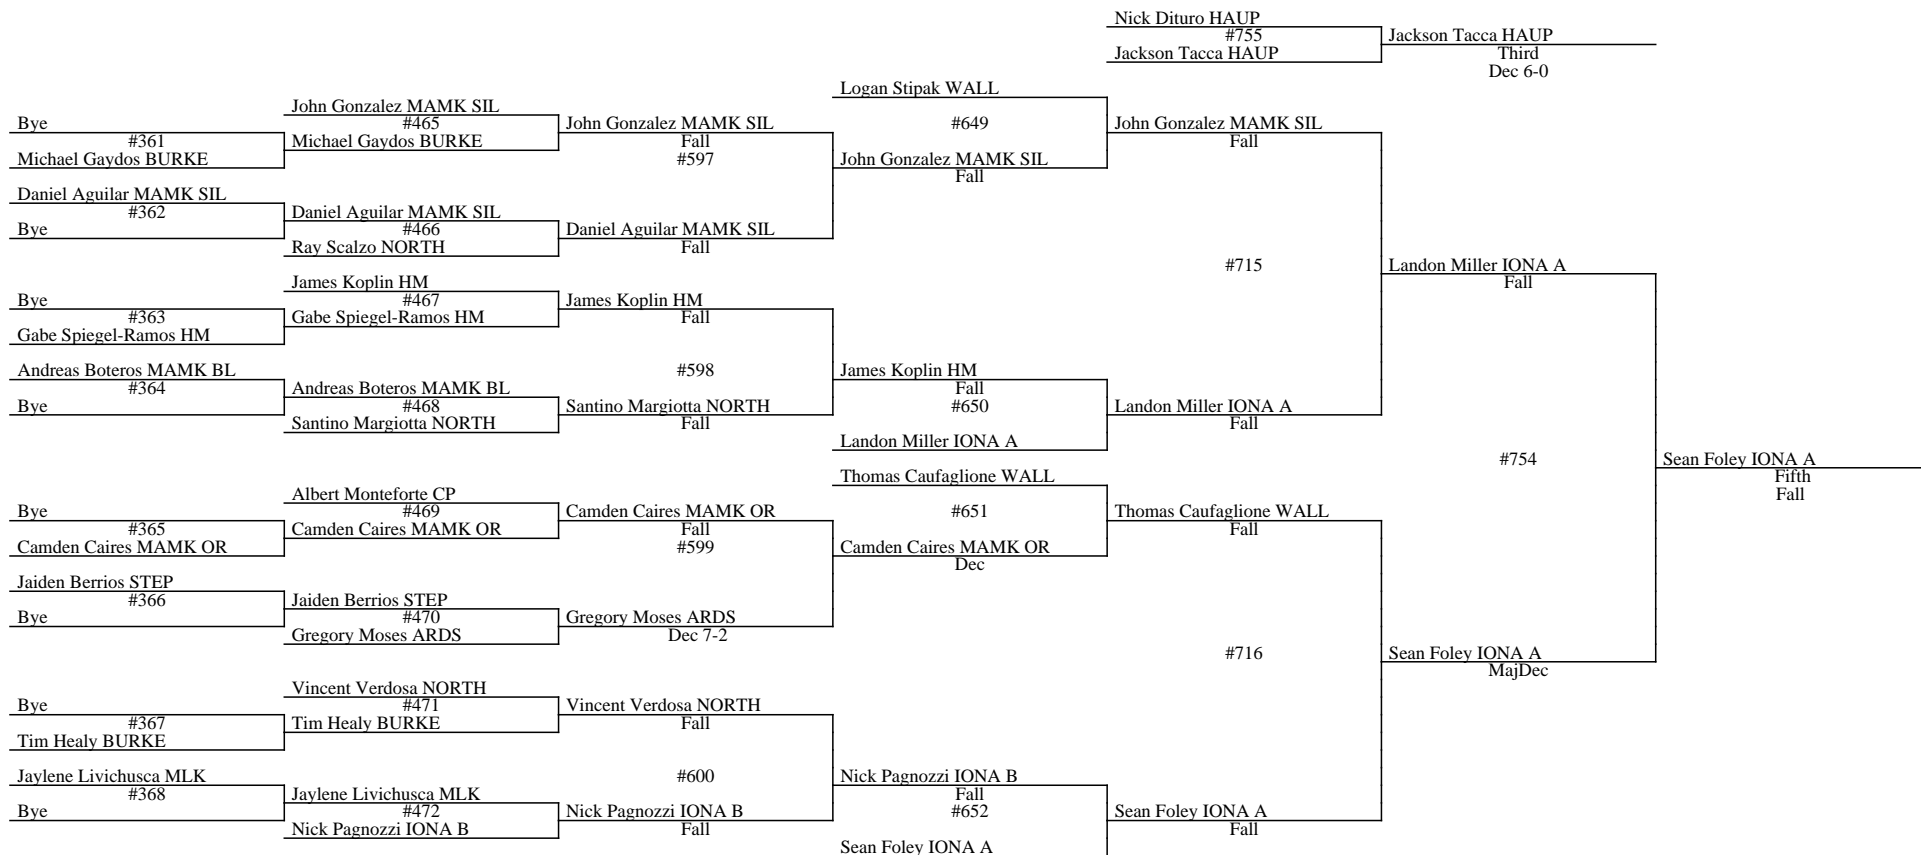 Nick Dituro HAUP
#755
Jackson Tacca HAUP
Jackson Tacca HAUP
Third
Dec 6-0
Bye
#361
Michael Gaydos BURKE
Daniel Aguilar MAMK SIL
#362
Bye
Bye
#363
Gabe Spiegel-Ramos HM
Andreas Boteros MAMK BL
#364
Bye
Bye
#365
Camden Caires MAMK OR
Jaiden Berrios STEP
#366
Bye
Bye
#367
Tim Healy BURKE
Jaylene Livichusca MLK
#368
Bye
John Gonzalez MAMK SIL
#465
Michael Gaydos BURKE
Daniel Aguilar MAMK SIL
#466
Ray Scalzo NORTH
James Koplin HM
#467
Gabe Spiegel-Ramos HM
Andreas Boteros MAMK BL
#468
Santino Margiotta NORTH
Albert Monteforte CP
#469
Camden Caires MAMK OR
Jaiden Berrios STEP
#470
Gregory Moses ARDS
Vincent Verdosa NORTH
#471
Tim Healy BURKE
Jaylene Livichusca MLK
#472
Nick Pagnozzi IONA B
John Gonzalez MAMK SIL
Fall
#597
Daniel Aguilar MAMK SIL
Fall
James Koplin HM
Fall
#598
Santino Margiotta NORTH
Fall
Camden Caires MAMK OR
Fall
#599
Gregory Moses ARDS
Dec 7-2
Vincent Verdosa NORTH
Fall
#600
Nick Pagnozzi IONA B
Fall
Logan Stipak WALL
#649
John Gonzalez MAMK SIL
Fall
James Koplin HM
Fall
#650
Landon Miller IONA A
Thomas Caufaglione WALL
#651
Camden Caires MAMK OR
Dec
Nick Pagnozzi IONA B
Fall
#652
Sean Foley IONA A
John Gonzalez MAMK SIL
Fall
#715
Landon Miller IONA A
Fall
Thomas Caufaglione WALL
Fall
#716
Sean Foley IONA A
Fall
Landon Miller IONA A
Fall
#754
Sean Foley IONA A
MajDec
Sean Foley IONA A
Fifth
Fall